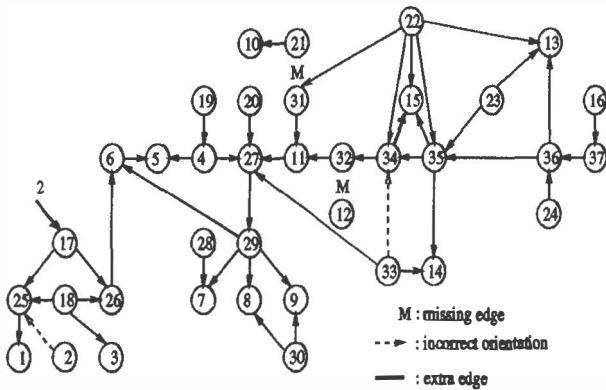 22
10 21 13
M
19 20 31 15 23 16
6 5 4 27 11 32 34 35 36 37
M
2 12 24
17 28 29 33 14
25 18 26 7 8 9
M : missing edge
1 2 3 30
: incorrect orientation
: extra edge